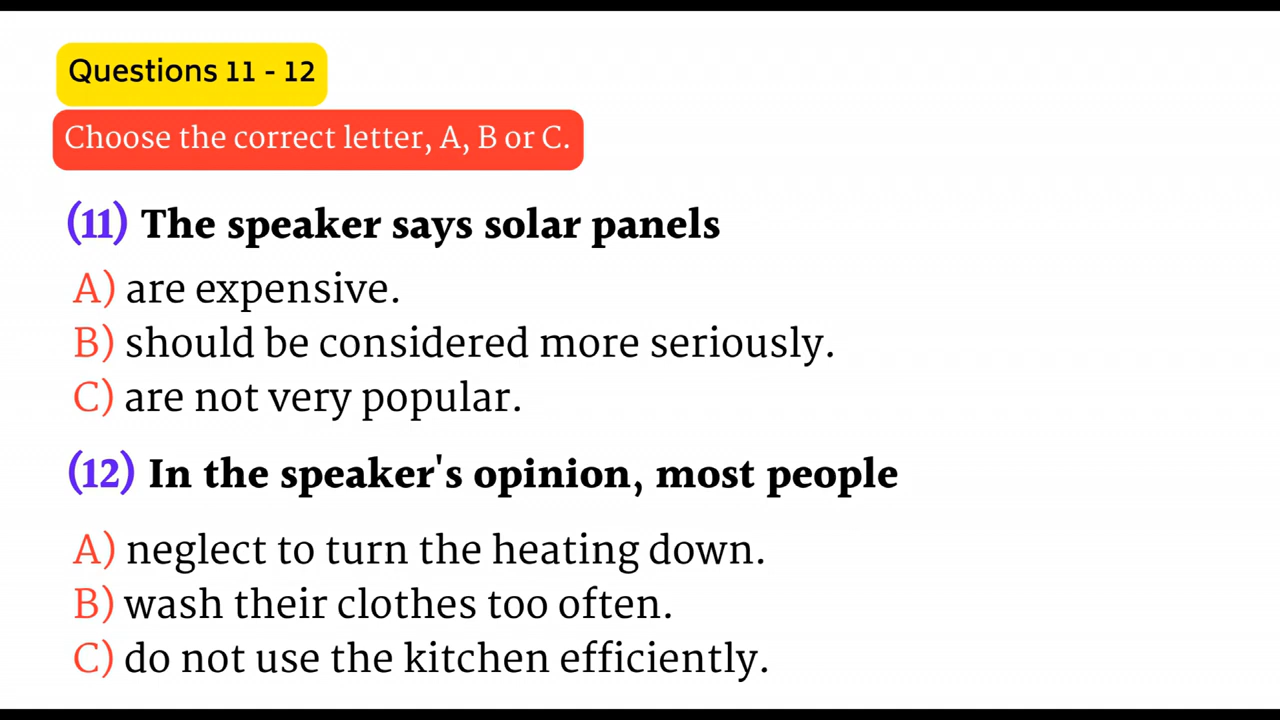 Questions 11 - 12
Choose the correct letter, A, B or C.
(11) The speaker says solar panels
A) are expensive.
B) should be considered more seriously.
C) are not very popular.
(12) In the speaker's opinion, most people
A) neglect to turn the heating down.
B) wash their clothes too often.
C) do not use the kitchen efficiently.